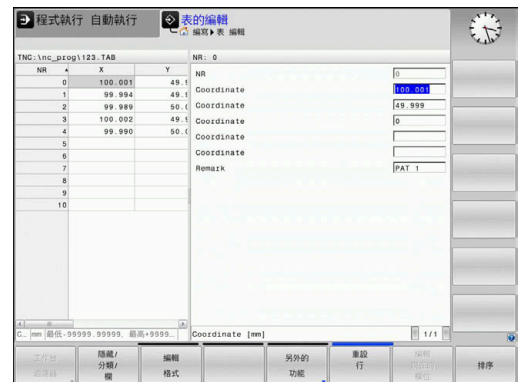 程式執行 自動執行
表的編輯
編寫 ▶ 表 編輯
TNC:\nc_prog\123.TAB
NR: 0
NR X Y
0 100.001 49.9
1 99.994 49.9
2 99.989 50.0
3 100.002 49.9
4 99.990 50.0
5
6
7
8
9
10
NR 0
Coordinate 100.001
Coordinate 49.999
Coordinate 0
Coordinate
Coordinate
Remark PAT 1
C... mm 最低-99999.99999, 最高+9999...
Coordinate [mm] 1/1
隱藏/
分類/
欄
編輯
格式
另外的
功能
重設
行
編輯
欄位
排序